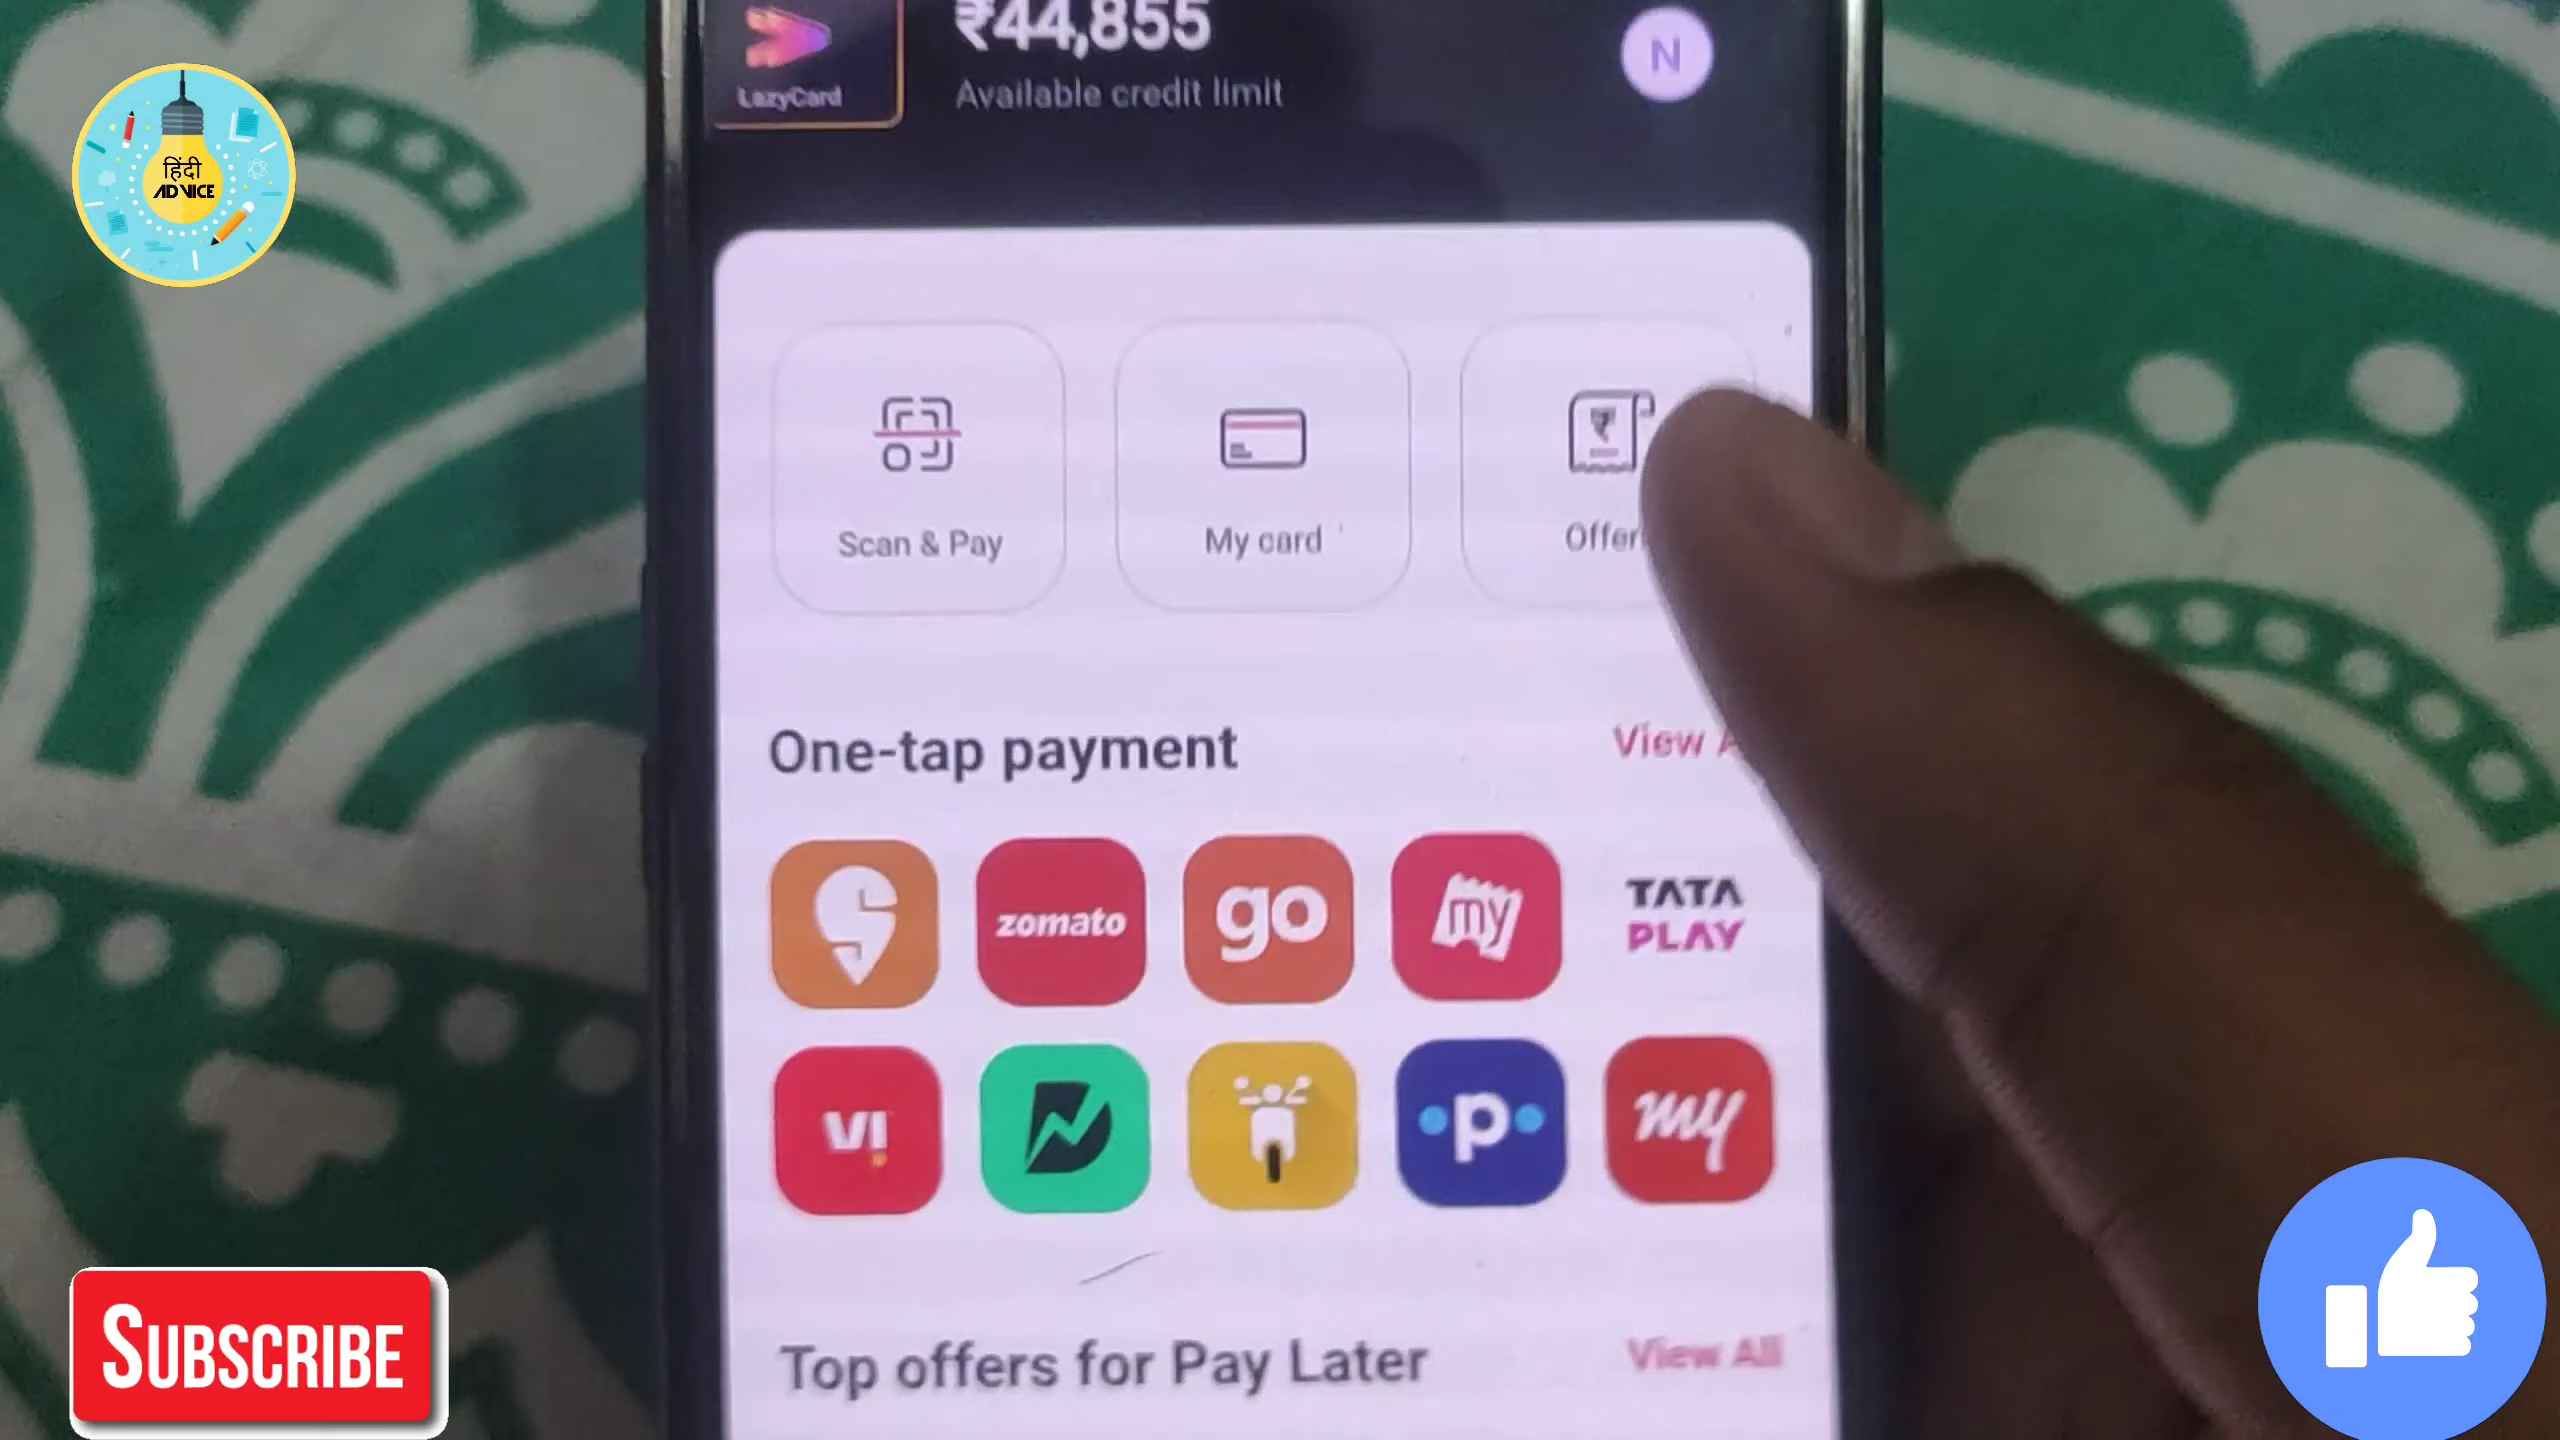 ₹44,855
LazyCard
Available credit limit
N
हिंदी
ADVICE
Scan & Pay
My card
One-tap payment
View
zomato
go
my
TATA
PLAY
VI
p
my
SUBSCRIBE
Top offers for Pay Later
View All